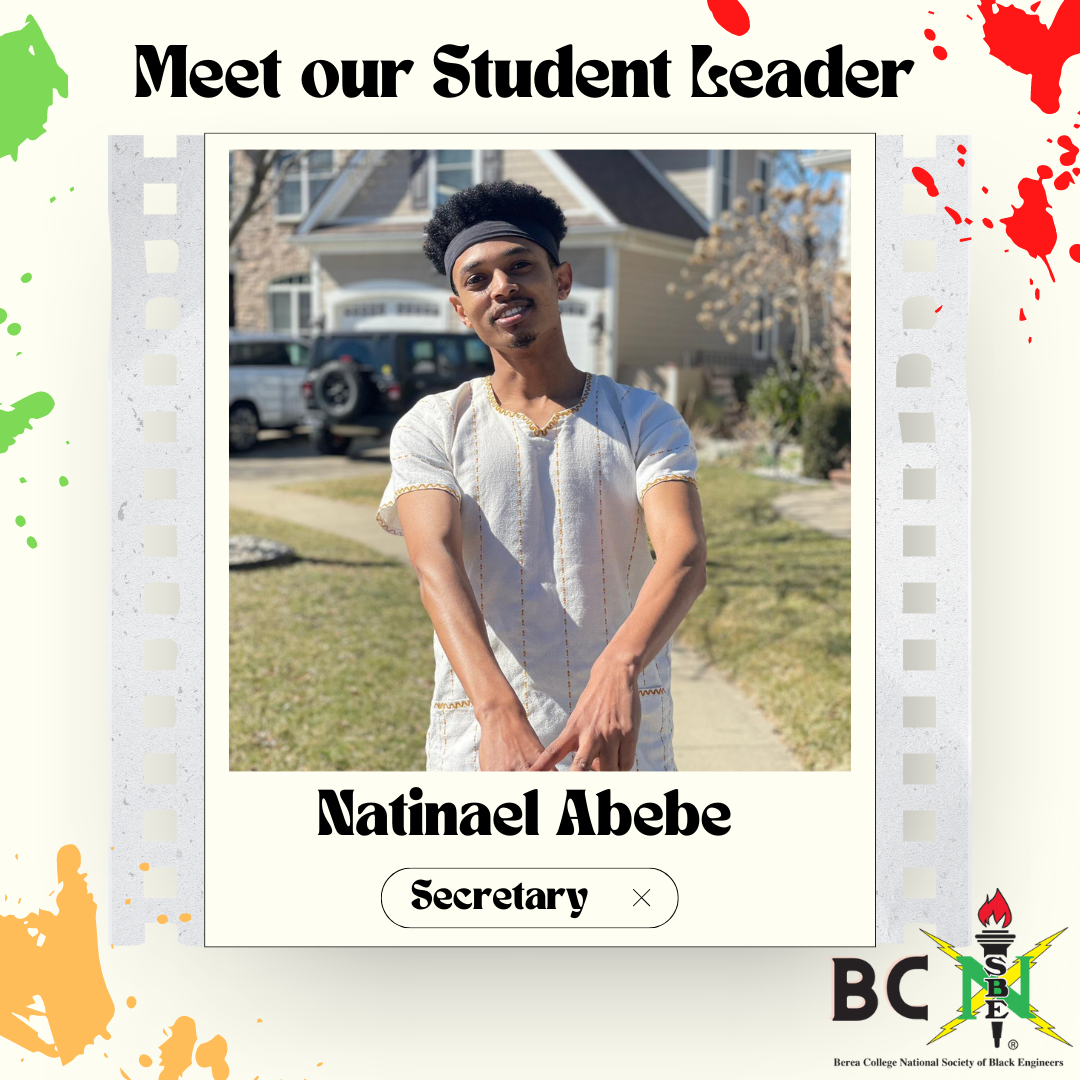 Meet our Student Leader
Natinael Abebe
Secretary
BC NSBE ®
Berea College National Society of Black Engineers